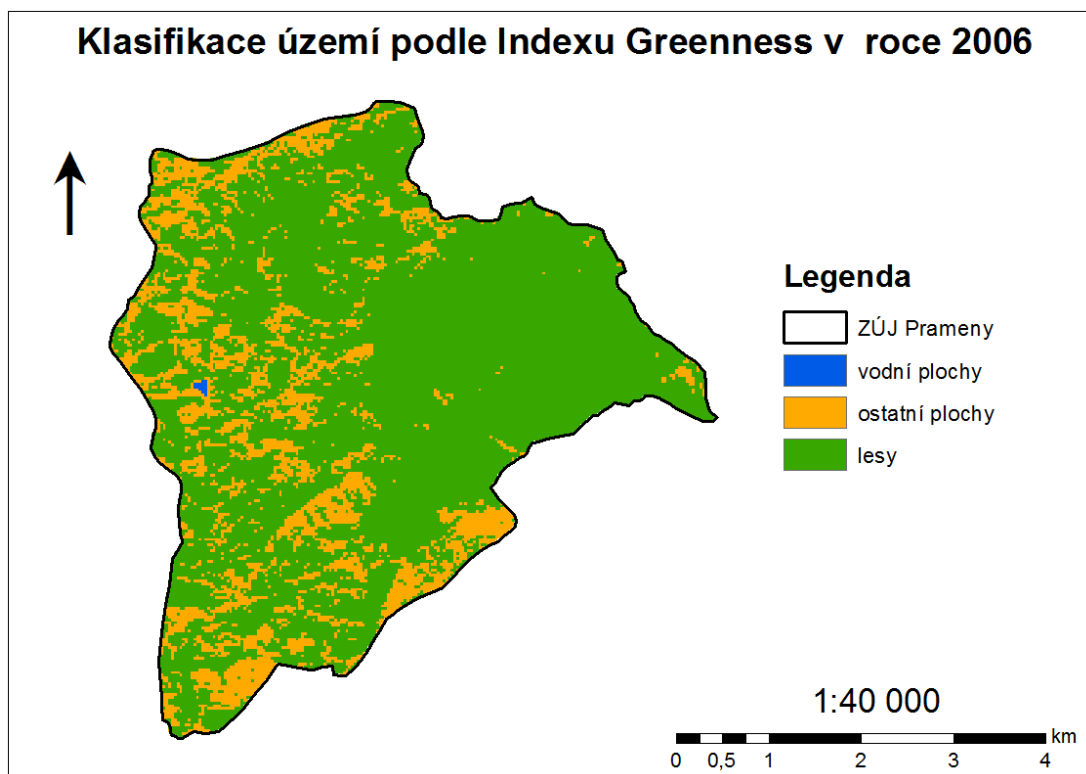 Klasifikace území podle Indexu Greenness v  roce 2006
Legenda
ZÚJ Prameny
vodní plochy
ostatní plochy
lesy
1:40 000
km
0 0,5 1 2 3 4